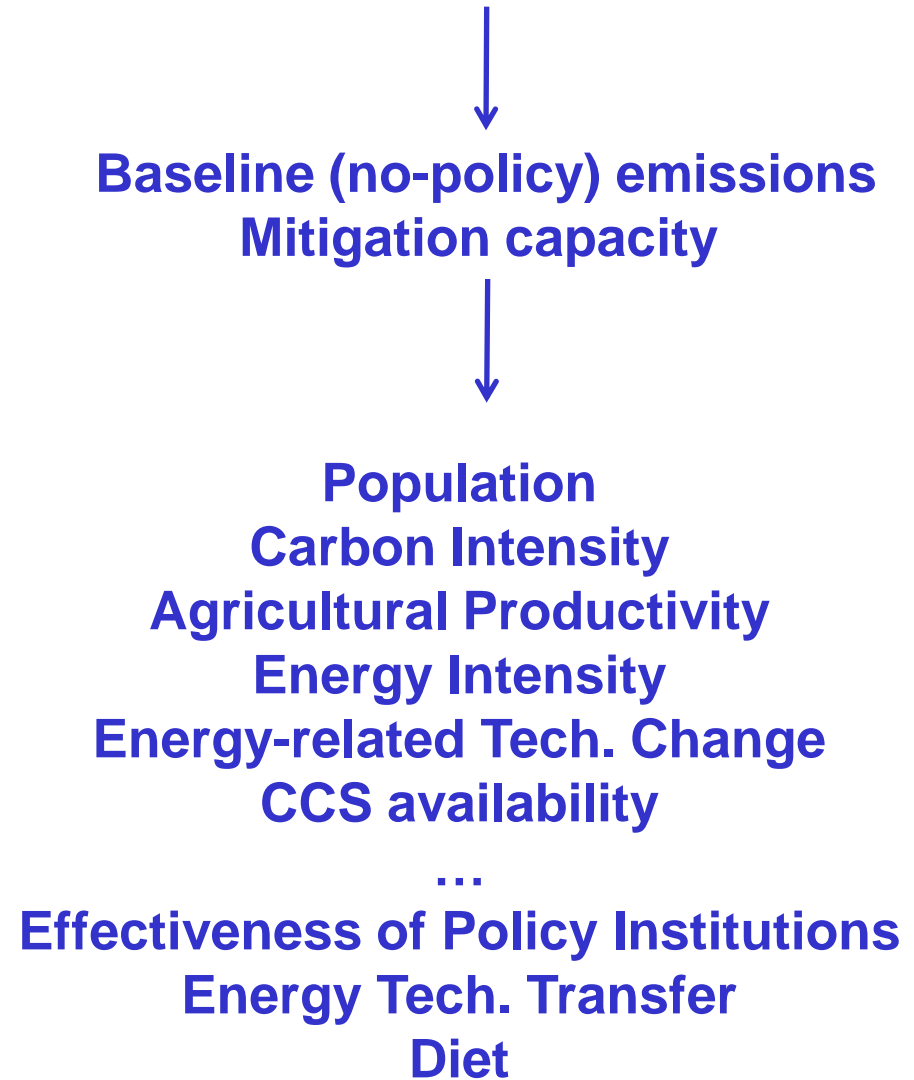 Baseline (no-policy) emissions
Mitigation capacity
Population
Carbon Intensity
Agricultural Productivity
Energy Intensity
Energy-related Tech. Change
CCS availability
…
Effectiveness of Policy Institutions
Energy Tech. Transfer
Diet